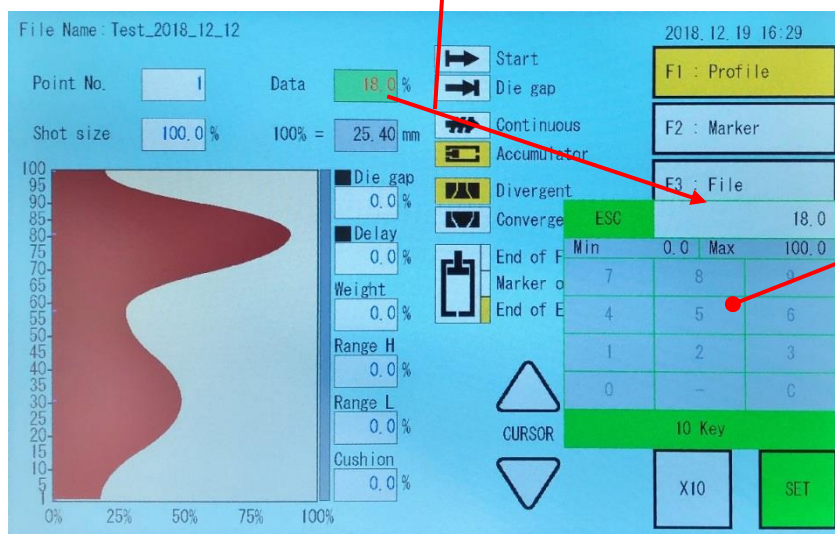 File Name:Test_2018_12_12
2018.12.19 16:29
Point No. 1 Data 18.0 %
Shot size 100.0 % 100% = 25.40 mm
Start
Die gap
Continuous
Accumulator
Divergent
Converge
End of F
Marker o
End of E
F1 : Profile
F2 : Marker
F3 : File
ESC 18.0
Min 0.0 Max 100.0
7 8 9
4 5 6
1 2 3
0 - C
10 Key
X10 SET
CURSOR
Die gap
0.0 %
Delay
0.0 %
Weight
0.0 %
Range H
0.0 %
Range L
0.0 %
Cushion
0.0 %
100
95
90
85
80
75
70
65
60
55
50
45
40
35
30
25
20
15
10
5
1
0% 25% 50% 75% 100%